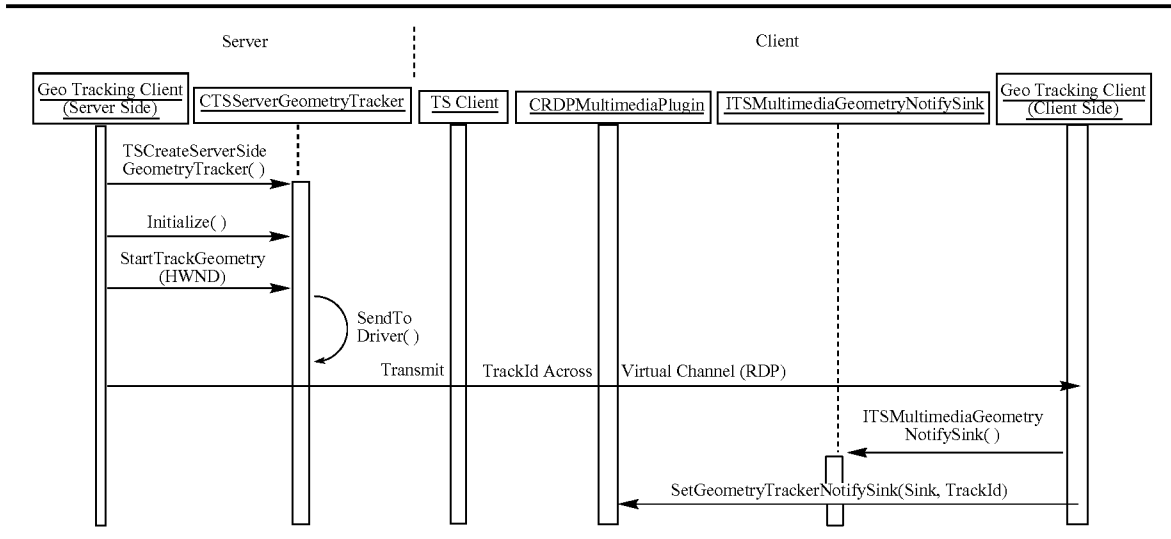 Server
Client
Geo Tracking Client
(Server Side)
CTSServerGeometryTracker
TS Client
CRDPMultimediaPlugin
ITSMultimediaGeometryNotifySink
Geo Tracking Client
(Client Side)
TSCreateServerSide
GeometryTracker( )
Initialize( )
StartTrackGeometry
(HWND)
SendTo
Driver( )
Transmit TrackId Across Virtual Channel (RDP)
ITSMultimediaGeometry
NotifySink( )
SetGeometryTrackerNotifySink(Sink, TrackId)